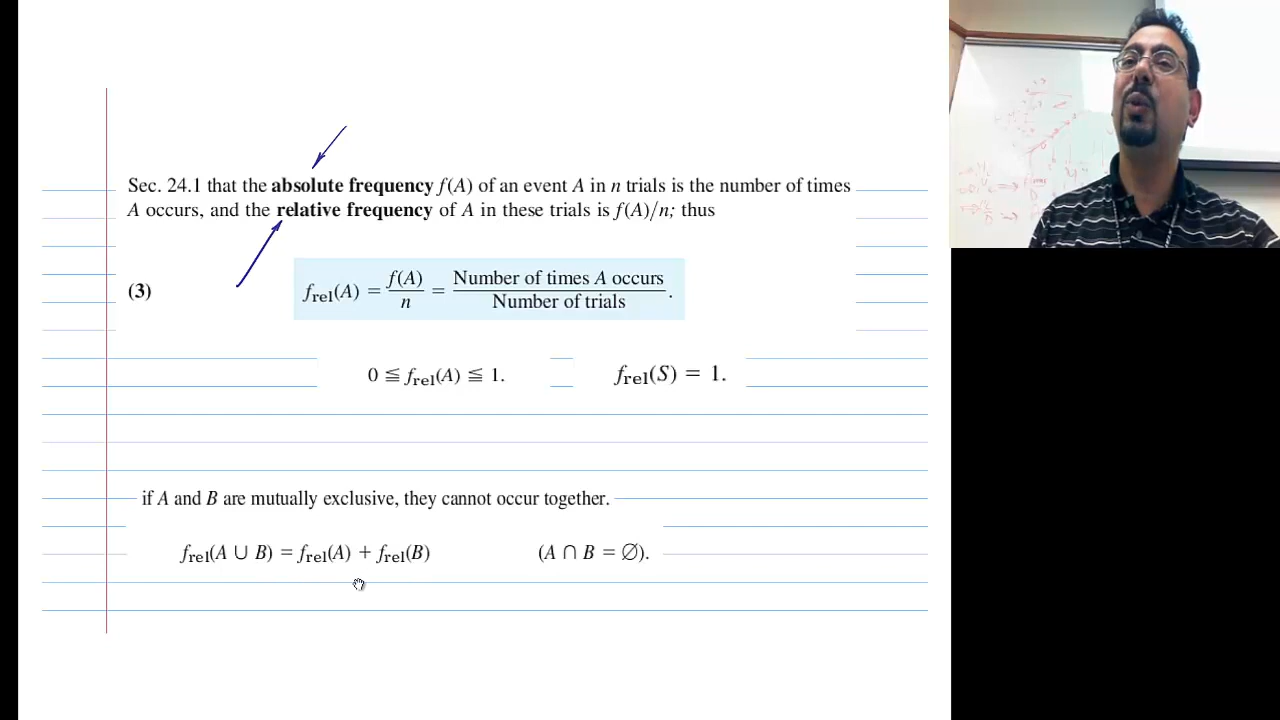 Sec. 24.1 that the absolute frequency f(A) of an event A in n trials is the number of times
A occurs, and the relative frequency of A in these trials is f(A)/n; thus
(3) f_rel(A) = f(A)/n = Number of times A occurs / Number of trials.
0 ≦ f_rel(A) ≦ 1. f_rel(S) = 1.
if A and B are mutually exclusive, they cannot occur together.
f_rel(A ∪ B) = f_rel(A) + f_rel(B) (A ∩ B = ∅).